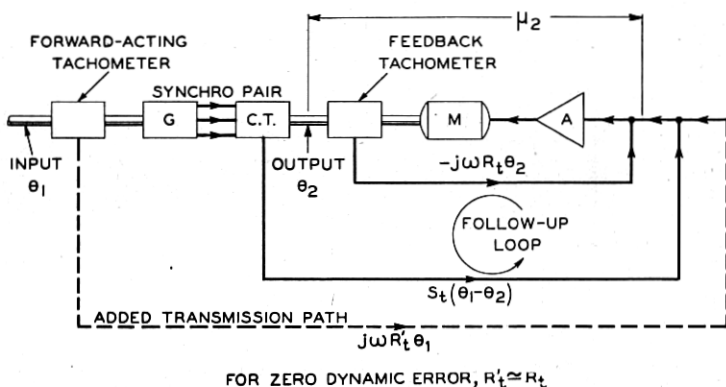 μ₂
FORWARD-ACTING
TACHOMETER
FEEDBACK
TACHOMETER
SYNCHRO PAIR
G
C.T.
M
A
INPUT
θ₁
OUTPUT
θ₂
-jωRₜθ₂
FOLLOW-UP
LOOP
Sₜ(θ₁-θ₂)
ADDED TRANSMISSION PATH
jωR'ₜθ₁
FOR ZERO DYNAMIC ERROR, R'ₜ≃Rₜ